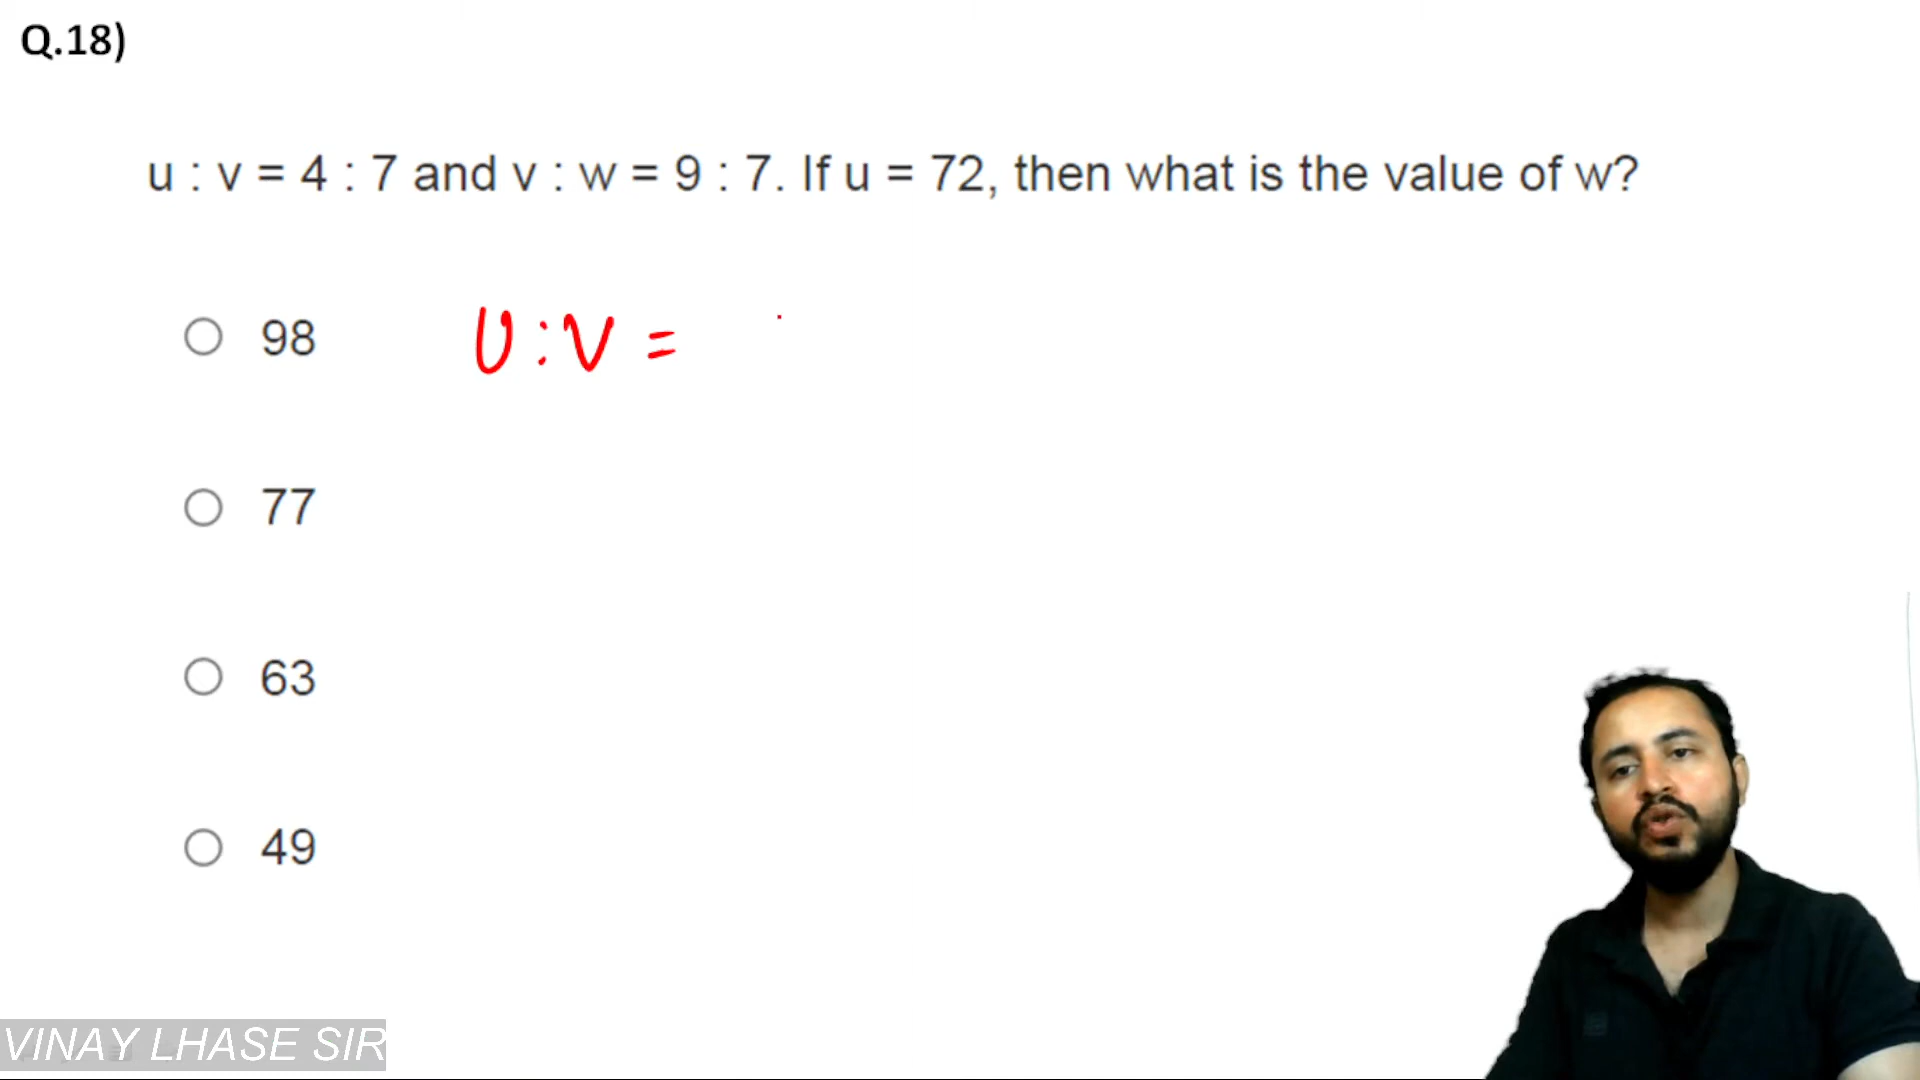 Q.18)
u : v = 4 : 7 and v : w = 9 : 7. If u = 72, then what is the value of w?
98
U : V =
77
63
49
VINAY LHASE SIR